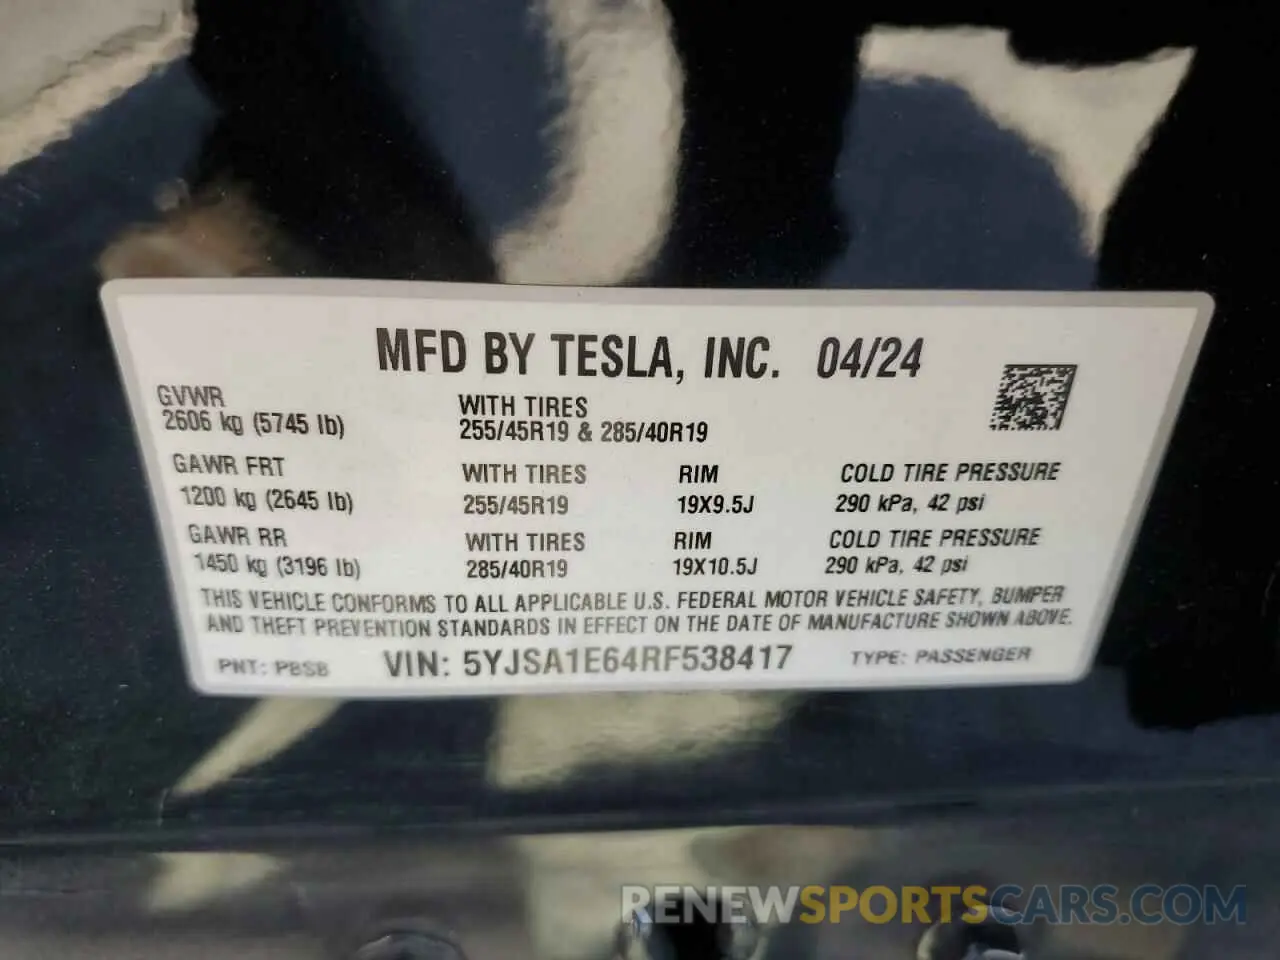 MFD BY TESLA, INC. 04/24
GVWR
2606 kg (5745 lb)
WITH TIRES
255/45R19 & 285/40R19
GAWR FRT
1200 kg (2645 lb)
WITH TIRES
255/45R19
RIM
19X9.5J
COLD TIRE PRESSURE
290 kPa, 42 psi
GAWR RR
1450 kg (3196 lb)
WITH TIRES
285/40R19
RIM
19X10.5J
COLD TIRE PRESSURE
290 kPa, 42 psi
THIS VEHICLE CONFORMS TO ALL APPLICABLE U.S. FEDERAL MOTOR VEHICLE SAFETY, BUMPER
AND THEFT PREVENTION STANDARDS IN EFFECT ON THE DATE OF MANUFACTURE SHOWN ABOVE.
PNT: PBSB VIN: 5YJSA1E64RF538417 TYPE: PASSENGER
RENEWSPORTSCARS.COM